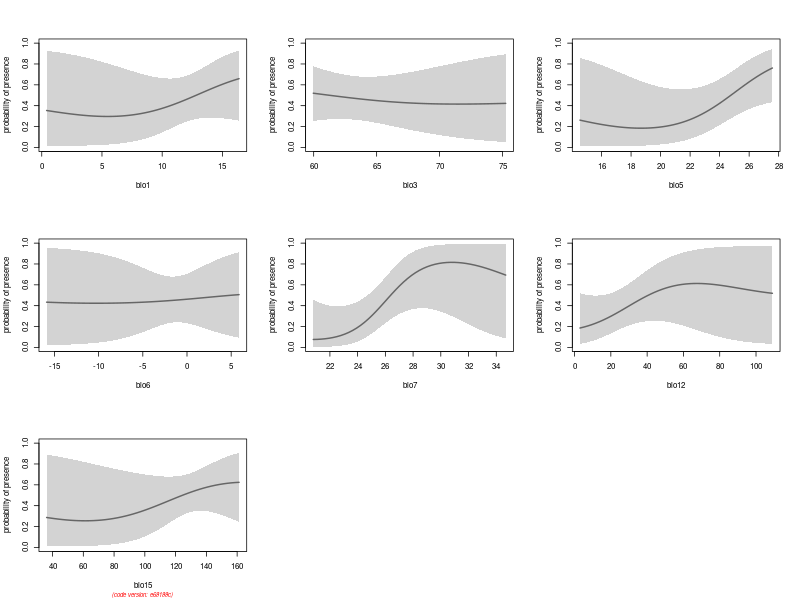 probability of presence
0.0 0.2 0.4 0.6 0.8 1.0
0 5 10 15
bio1
probability of presence
0.0 0.2 0.4 0.6 0.8 1.0
60 65 70 75
bio3
probability of presence
0.0 0.2 0.4 0.6 0.8 1.0
16 18 20 22 24 26 28
bio5
probability of presence
0.0 0.2 0.4 0.6 0.8 1.0
-15 -10 -5 0 5
bio6
probability of presence
0.0 0.2 0.4 0.6 0.8 1.0
22 24 26 28 30 32 34
bio7
probability of presence
0.0 0.2 0.4 0.6 0.8 1.0
0 20 40 60 80 100
bio12
probability of presence
0.0 0.2 0.4 0.6 0.8 1.0
40 60 80 100 120 140 160
bio15
(code version: